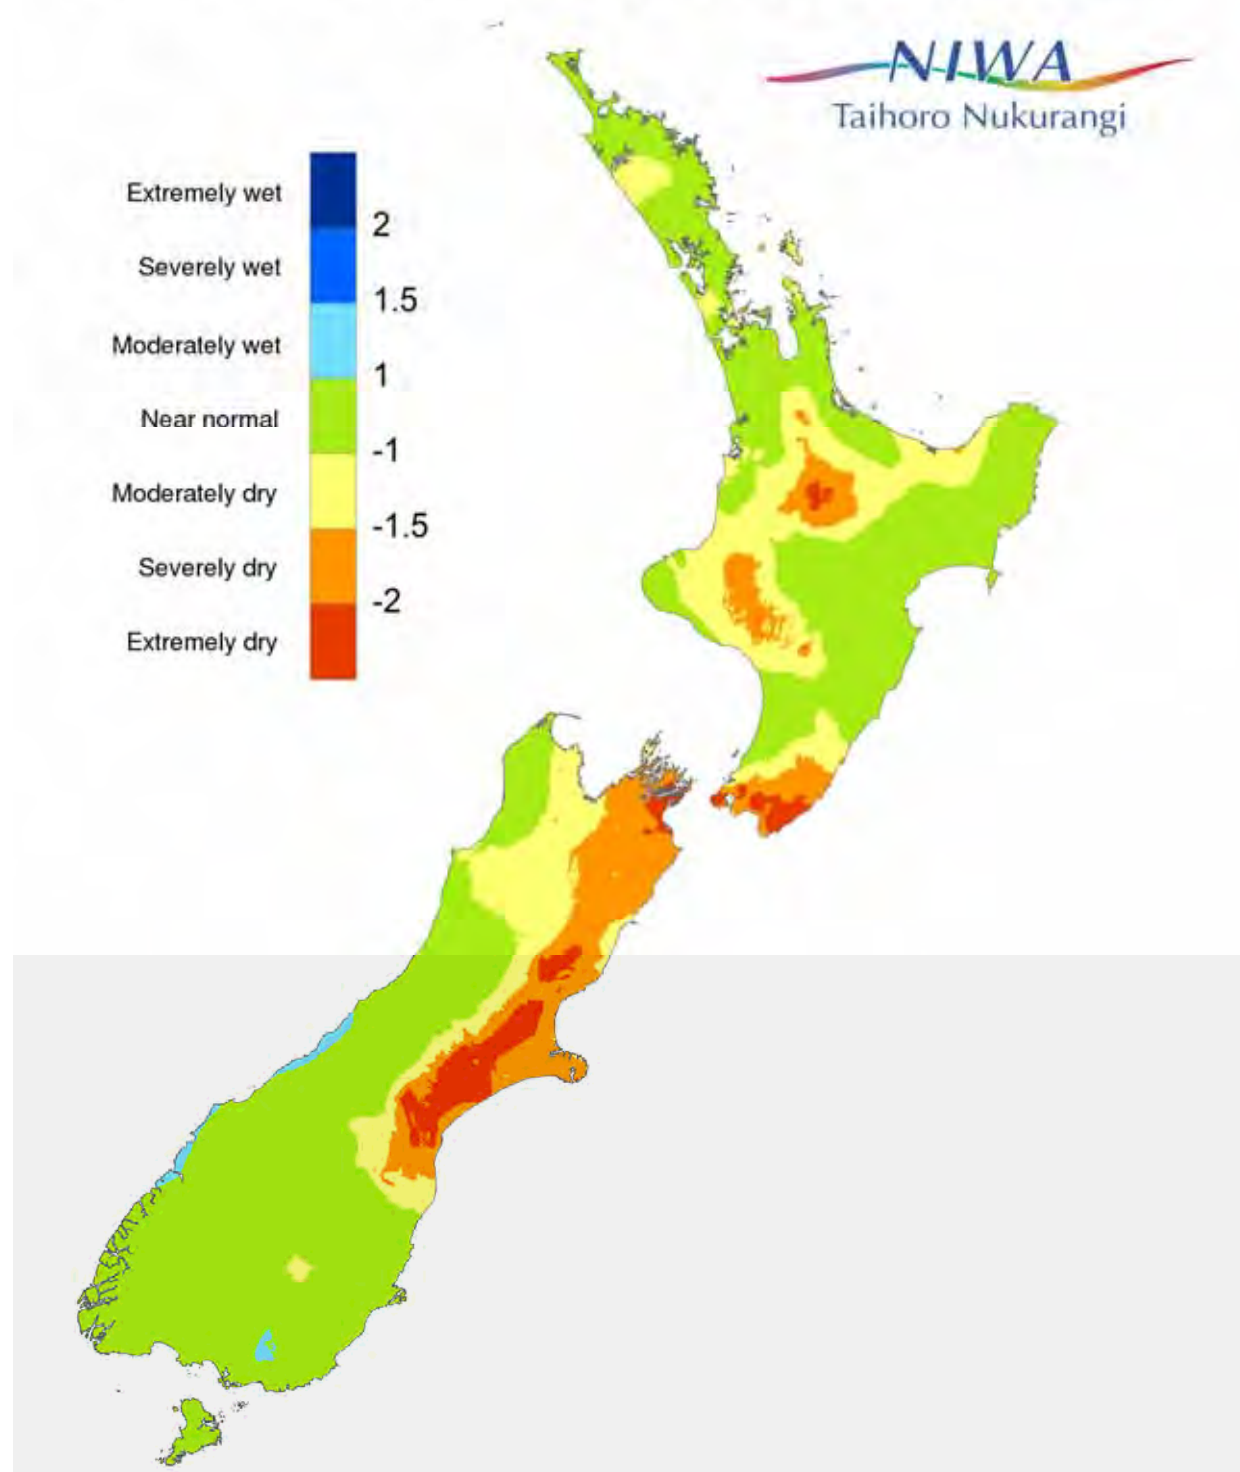 NIWA
Taihoro Nukurangi
Extremely wet
2
Severely wet
1.5
Moderately wet
1
Near normal
-1
Moderately dry
-1.5
Severely dry
-2
Extremely dry